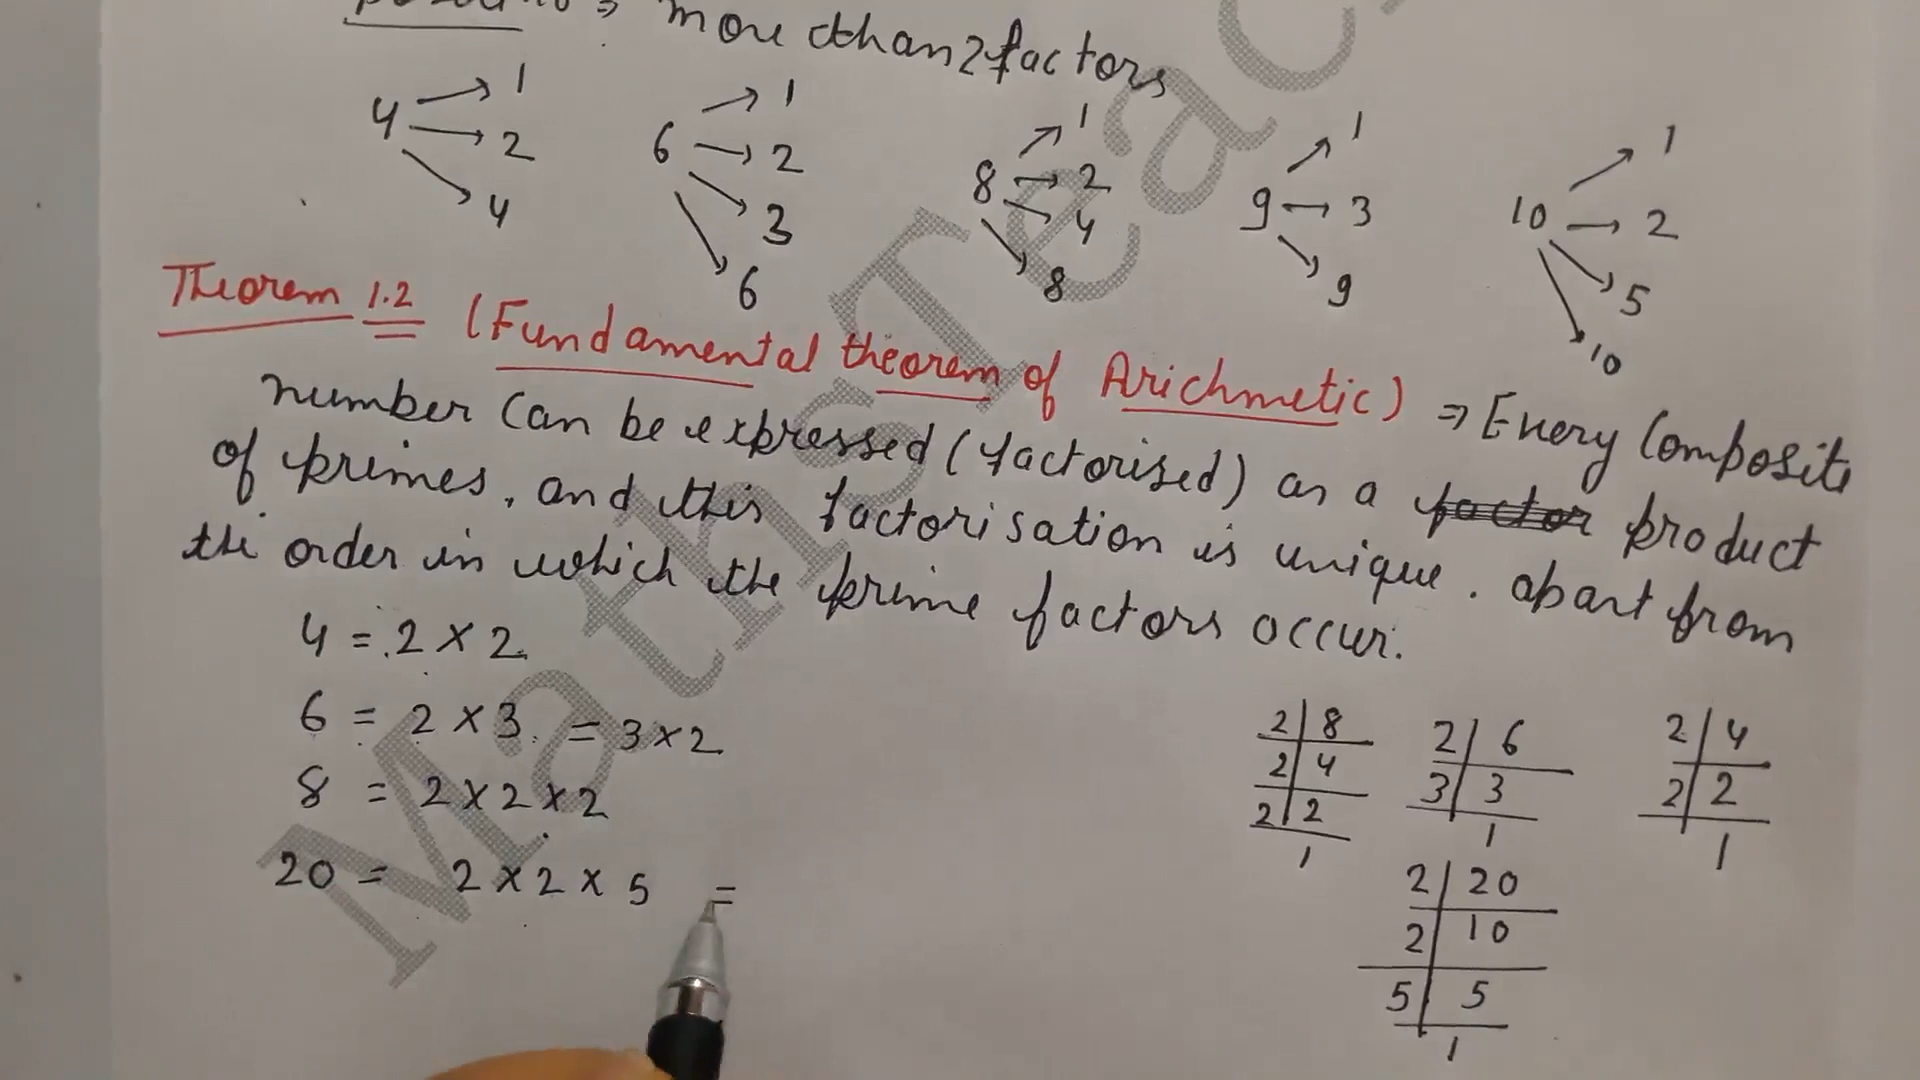 ⇒ more than 2 factors
4 → 1
→ 2
→ 4
6 → 1
→ 2
→ 3
→ 6
8 → 1
→ 2
→ 4
→ 8
9 → 1
→ 3
→ 9
10 → 1
→ 2
→ 5
→ 10
Theorem 1.2 (Fundamental theorem of Arichmetic) ⇒ Every Composite
number can be expressed (factorised) as a factor product
of primes, and this factorisation is unique. apart from
the order in which the prime factors occur.
4 = 2 × 2
6 = 2 × 3 = 3 × 2
8 = 2 × 2 × 2
20 = 2 × 2 × 5 =
2 | 8
2 | 4
2 | 2
1
2 | 6
3 | 3
1
2 | 4
2 | 2
1
2 | 20
2 | 10
5 | 5
1
MathsTeac